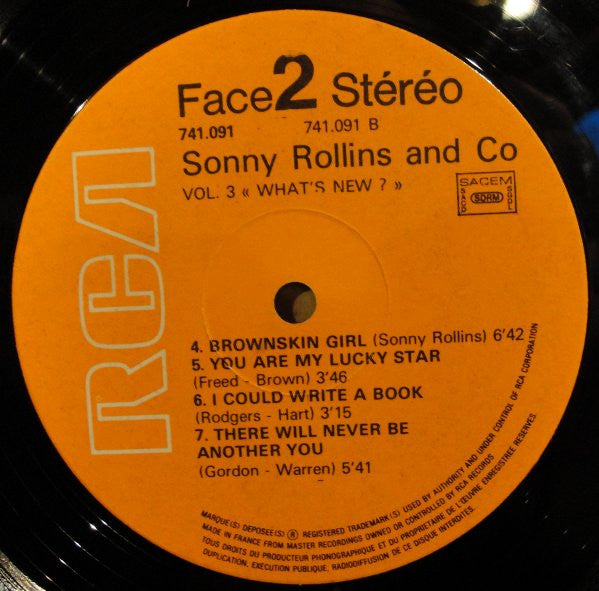 Face 2 Stéréo
741.091 741.091 B
Sonny Rollins and Co
VOL. 3 « WHAT'S NEW ? »
SACEM
SACD SDRM SGDL
RCA
4. BROWNSKIN GIRL (Sonny Rollins) 6'42
5. YOU ARE MY LUCKY STAR
(Freed - Brown) 3'46
6. I COULD WRITE A BOOK
(Rodgers - Hart) 3'15
7. THERE WILL NEVER BE
ANOTHER YOU
(Gordon - Warren) 5'41
MARQUE(S) DEPOSEE(S) ® REGISTERED TRADEMARK(S) USED BY AUTHORITY AND UNDER CONTROL OF RCA CORPORATION
MADE IN FRANCE FROM MASTER RECORDINGS OWNED OR CONTROLLED BY RCA RECORDS
TOUS DROITS DU PRODUCTEUR PHONOGRAPHIQUE ET DU PROPRIETAIRE DE L'ŒUVRE ENREGISTREE RESERVES.
DUPLICATION, EXECUTION PUBLIQUE, RADIODIFFUSION DE CE DISQUE INTERDITES.